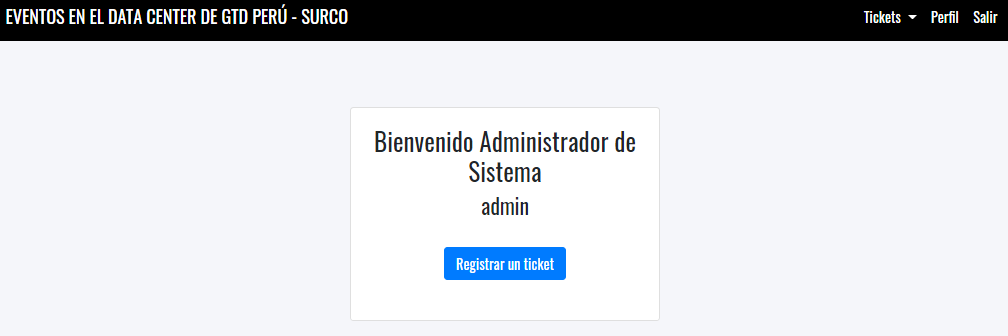 EVENTOS EN EL DATA CENTER DE GTD PERÚ - SURCO
Tickets
Perfil
Salir
Bienvenido Administrador de
Sistema
admin
Registrar un ticket